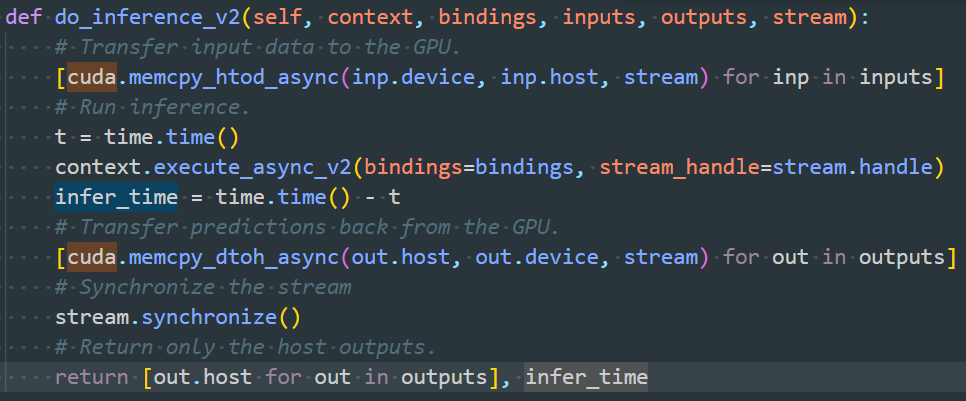 def do_inference_v2(self, context, bindings, inputs, outputs, stream):
    # Transfer input data to the GPU.
    [cuda.memcpy_htod_async(inp.device, inp.host, stream) for inp in inputs]
    # Run inference.
    t = time.time()
    context.execute_async_v2(bindings=bindings, stream_handle=stream.handle)
    infer_time = time.time() - t
    # Transfer predictions back from the GPU.
    [cuda.memcpy_dtoh_async(out.host, out.device, stream) for out in outputs]
    # Synchronize the stream
    stream.synchronize()
    # Return only the host outputs.
    return [out.host for out in outputs], infer_time